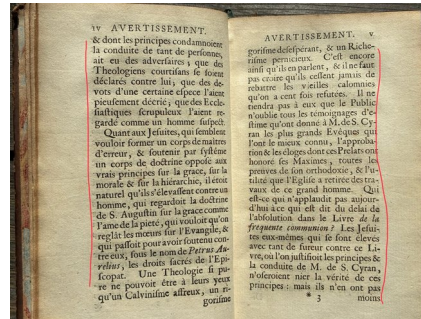 iv AVERTISSEMENT.
& dont les principes condamnoient
la conduite de tant de personnes,
ait eu des adversaires ; que des
Theologiens courtisans se soient
déclarés contre lui ; que des de-
vots d'une certaine espece l'aient
pieusement décrié ; que des Eccle-
siastiques scrupuleux l'aient re-
gardé comme un homme suspect.
Quant aux Jesuites, qui semblent
vouloir former un corps de maîtres
d'erreur, & soutenir par systéme
un corps de doctrine opposé aux
vrais principes sur la grace, sur la
morale & sur la hiérarchie, il étoit
naturel qu'ils s'élevassent contre un
homme, qui regardoit la doctrine
de S. Augustin sur la grace comme
l'ame de la pieté, qui vouloit qu'on
reglât les mœurs sur l'Evangile, &
qui passoit pour avoir soutenu con-
tre eux, sous le nom de Petrus Au-
relius, les droits sacrés de l'Epi-
scopat. Une Theologie si pu-
re ne pouvoit être à leurs yeux
qu'un Calvinisme affreux, un ri-
gorisme
AVERTISSEMENT. v
gorisme desesperant, & un Riche-
risme pernicieux. C'est encore
ainsi qu'ils en parlent, & il ne faut
pas croire qu'ils cessent jamais de
rebattre les vieilles calomnies
qu'on a cent fois refutées. Il ne
tiendra pas à eux que le Public
n'oublie tous les témoignages d'e-
stime qu'ont donné à M. de S. Cy-
ran les plus grands Evêques qui
l'ont le mieux connu, l'approba-
tion & les éloges dont ces Prelats ont
honoré ses Maximes, toutes les
preuves de son orthodoxie, & l'u-
tilité que l'Eglise a retirée des tra-
vaux de ce grand homme. Qui
est-ce qui n'applaudit pas aujour-
d'hui à ce qui est dit du delai de
l'absolution dans le Livre de la
frequente communion ? Les Jesui-
tes eux-mêmes qui se sont élevés
avec tant de fureur contre ce Li-
vre, où l'on justifioit les principes &
la conduite de M. de S. Cyran,
n'oseroient nier la vérité de ces
principes : mais ils n'en ont pas
* 3 moins